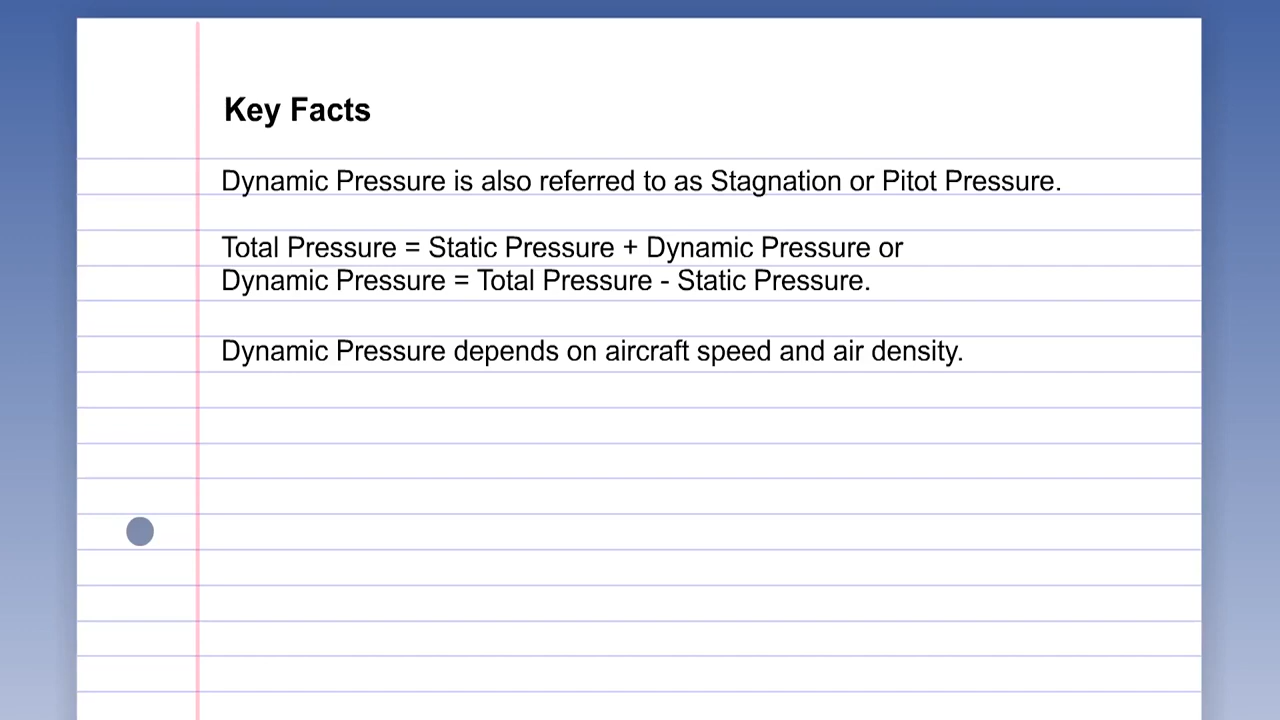 Key Facts
Dynamic Pressure is also referred to as Stagnation or Pitot Pressure.
Total Pressure = Static Pressure + Dynamic Pressure or
Dynamic Pressure = Total Pressure - Static Pressure.
Dynamic Pressure depends on aircraft speed and air density.